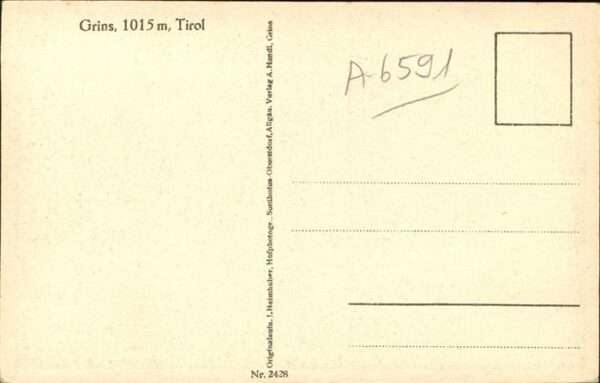 Grins, 1015 m, Tirol
A-6591
Originalaufn. J. Heimhuber, Hofphotogr., Sonthofen-Oberstdorf, Allgäu. Verlag A. Handl, Grins
Nr. 2428